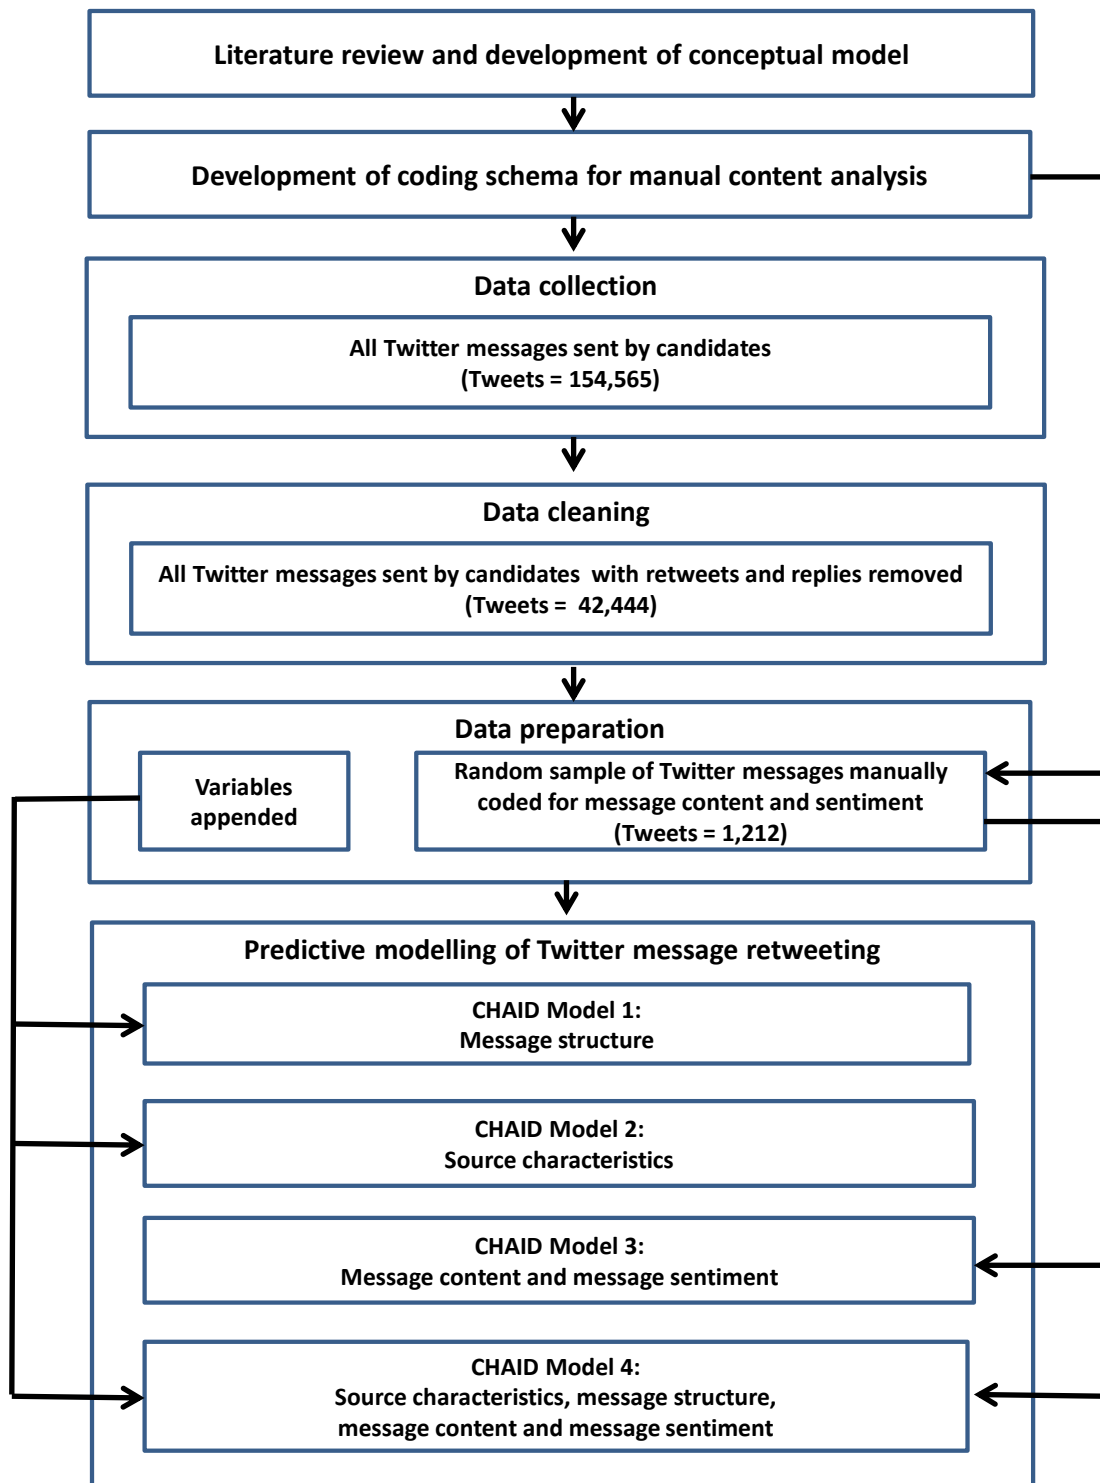 Literature review and development of conceptual model
Development of coding schema for manual content analysis
Data collection
All Twitter messages sent by candidates
(Tweets = 154,565)
Data cleaning
All Twitter messages sent by candidates  with retweets and replies removed
(Tweets =  42,444)
Data preparation
Variables
appended
Random sample of Twitter messages manually
coded for message content and sentiment
(Tweets = 1,212)
Predictive modelling of Twitter message retweeting
CHAID Model 1:
Message structure
CHAID Model 2:
Source characteristics
CHAID Model 3:
Message content and message sentiment
CHAID Model 4:
Source characteristics, message structure,
message content and message sentiment